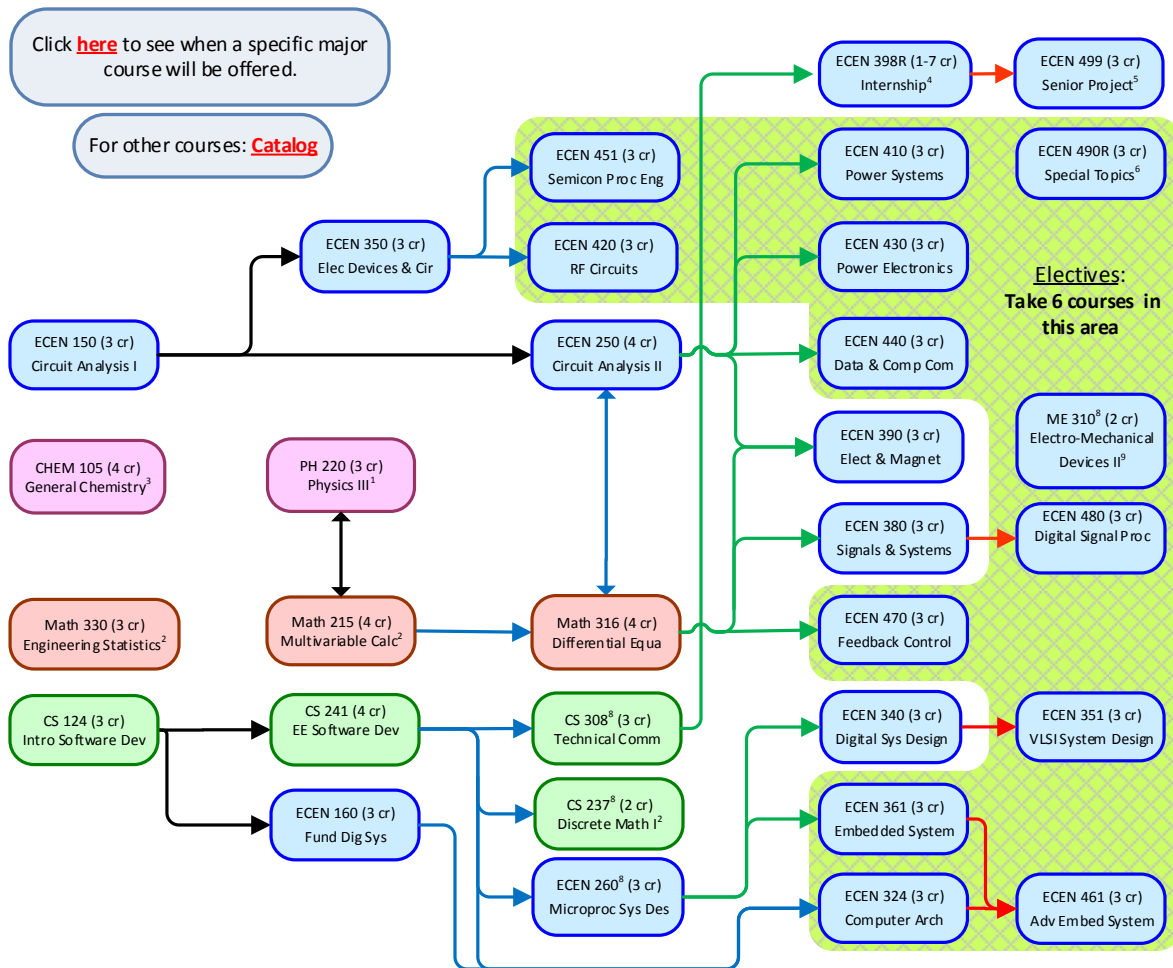 Click here to see when a specific major
course will be offered.
For other courses: Catalog
ECEN 398R (1-7 cr)
Internship⁴
ECEN 499 (3 cr)
Senior Project⁵
ECEN 451 (3 cr)
Semicon Proc Eng
ECEN 410 (3 cr)
Power Systems
ECEN 490R (3 cr)
Special Topics⁶
ECEN 350 (3 cr)
Elec Devices & Cir
ECEN 420 (3 cr)
RF Circuits
ECEN 430 (3 cr)
Power Electronics
Electives:
Take 6 courses in
this area
ECEN 150 (3 cr)
Circuit Analysis I
ECEN 250 (4 cr)
Circuit Analysis II
ECEN 440 (3 cr)
Data & Comp Com
CHEM 105 (4 cr)
General Chemistry³
PH 220 (3 cr)
Physics III¹
ECEN 390 (3 cr)
Elect & Magnet
ME 310⁸ (2 cr)
Electro-Mechanical
Devices II⁹
ECEN 380 (3 cr)
Signals & Systems
ECEN 480 (3 cr)
Digital Signal Proc
Math 330 (3 cr)
Engineering Statistics²
Math 215 (4 cr)
Multivariable Calc²
Math 316 (4 cr)
Differential Equa
ECEN 470 (3 cr)
Feedback Control
CS 124 (3 cr)
Intro Software Dev
CS 241 (4 cr)
EE Software Dev
CS 308⁸ (3 cr)
Technical Comm
ECEN 340 (3 cr)
Digital Sys Design
ECEN 351 (3 cr)
VLSI System Design
ECEN 160 (3 cr)
Fund Dig Sys
CS 237⁸ (2 cr)
Discrete Math I²
ECEN 361 (3 cr)
Embedded System
ECEN 260⁸ (3 cr)
Microproc Sys Des
ECEN 324 (3 cr)
Computer Arch
ECEN 461 (3 cr)
Adv Embed System